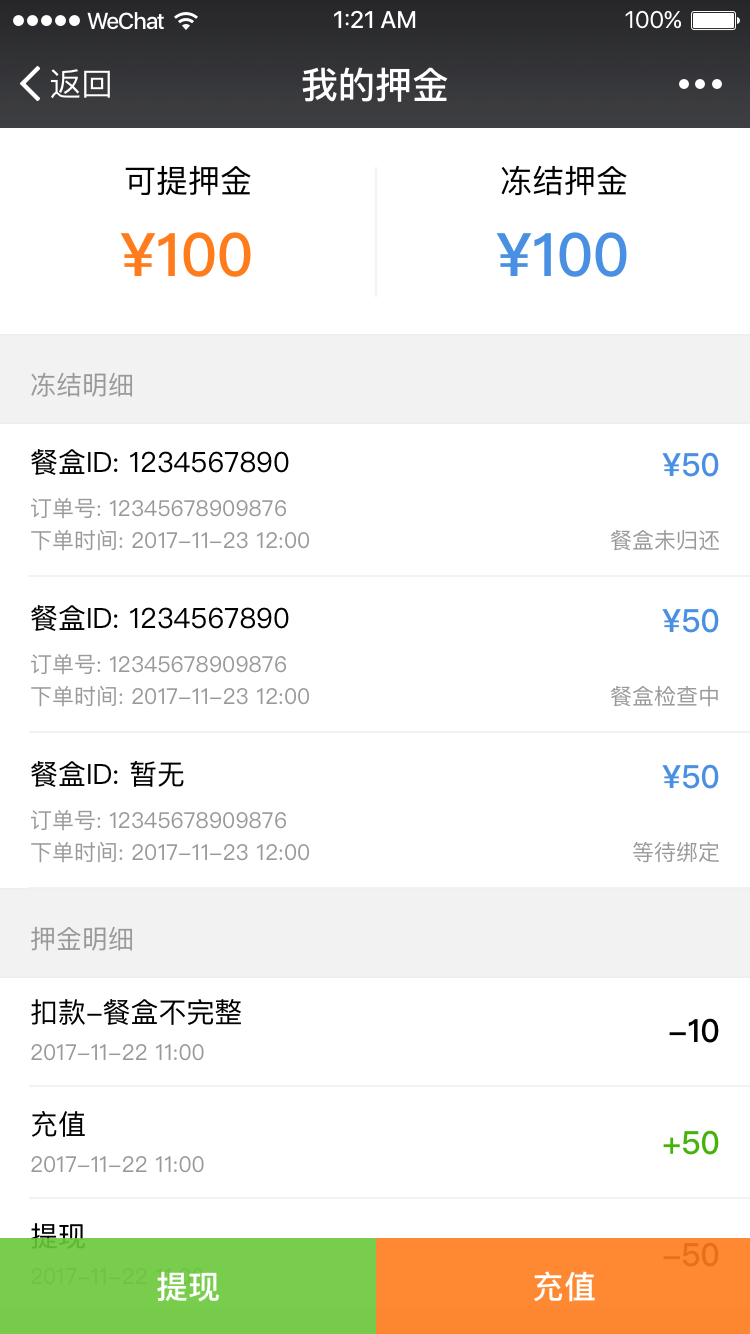 WeChat 1:21 AM 100%
返回 我的押金
可提押金 冻结押金
¥100 ¥100
冻结明细
餐盒ID: 1234567890 ¥50
订单号: 12345678909876
下单时间: 2017-11-23 12:00 餐盒未归还
餐盒ID: 1234567890 ¥50
订单号: 12345678909876
下单时间: 2017-11-23 12:00 餐盒检查中
餐盒ID: 暂无 ¥50
订单号: 12345678909876
下单时间: 2017-11-23 12:00 等待绑定
押金明细
扣款-餐盒不完整 -10
2017-11-22 11:00
充值 +50
2017-11-22 11:00
提现 -50
2017-11-22
提现 充值